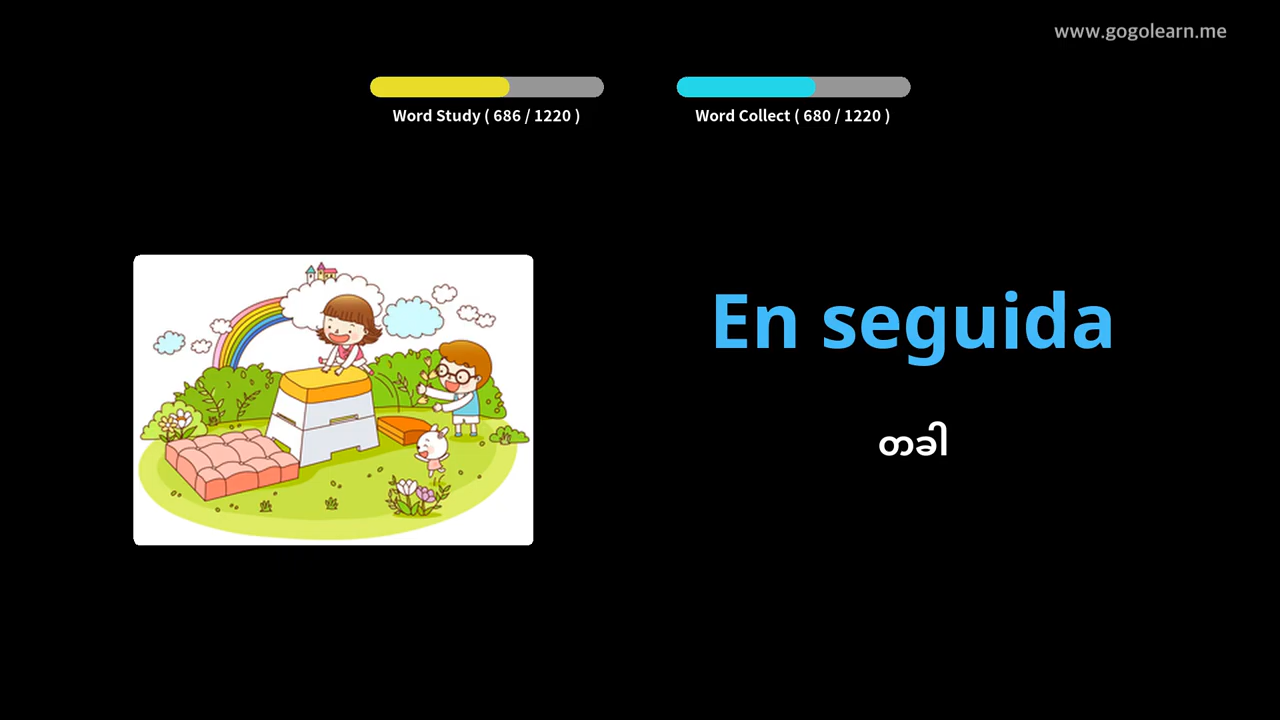 www.gogolearn.me
Word Study ( 686 / 1220 )
Word Collect ( 680 / 1220 )
En seguida
တခါ